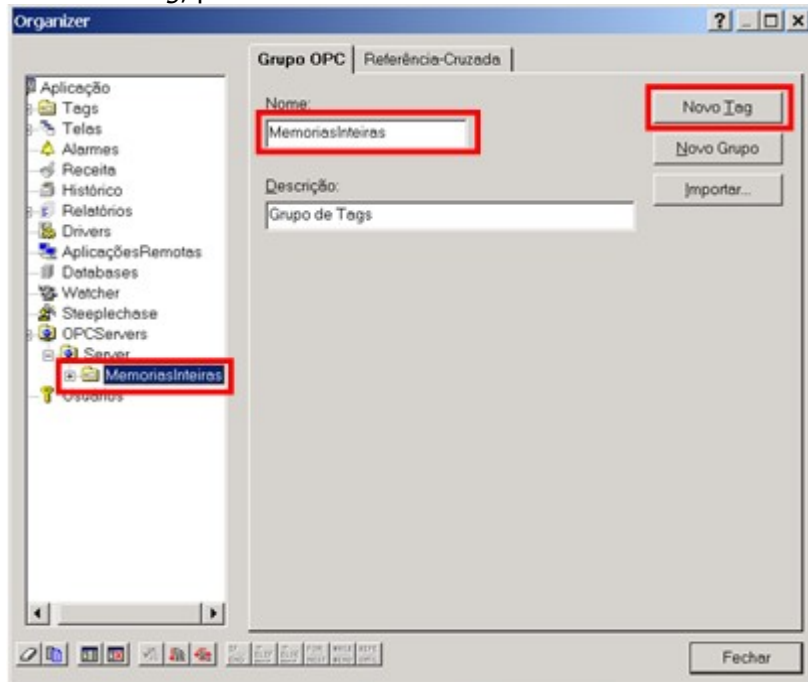 Organizer
Grupo OPC
Referência-Cruzada
Aplicação
Tags
Telas
Alarmes
Receita
Histórico
Relatórios
Drivers
AplicaçõesRemotas
Databases
Watcher
Steeplechase
OPCServers
Server
MemoriasInteiras
Usuários
Nome:
MemoriasInteiras
Descrição:
Grupo de Tags
Novo Tag
Novo Grupo
Importar...
Fechar